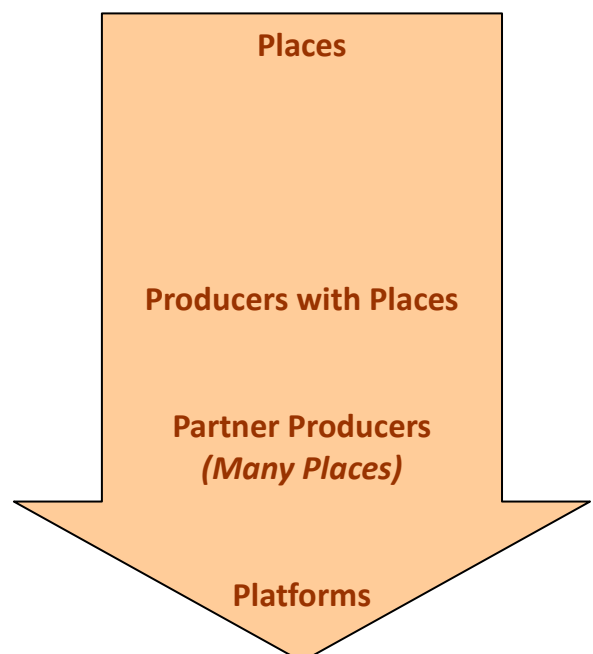 Places
Producers with Places
Partner Producers
(Many Places)
Platforms